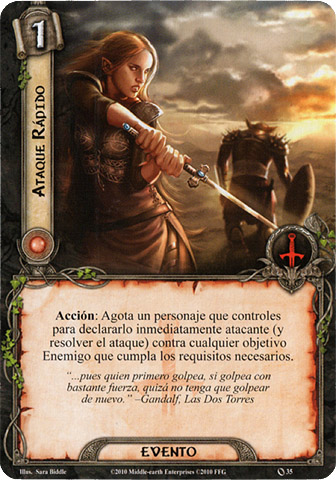 1
ATAQUE RÁPIDO
Acción: Agota un personaje que controles
para declararlo inmediatamente atacante (y
resolver el ataque) contra cualquier objetivo
Enemigo que cumpla los requisitos necesarios.
“...pues quien primero golpea, si golpea con
bastante fuerza, quizá no tenga que golpear
de nuevo.” –Gandalf, Las Dos Torres
EVENTO
Illus. Sara Biddle
©2010 Middle-earth Enterprises ©2010 FFG
35